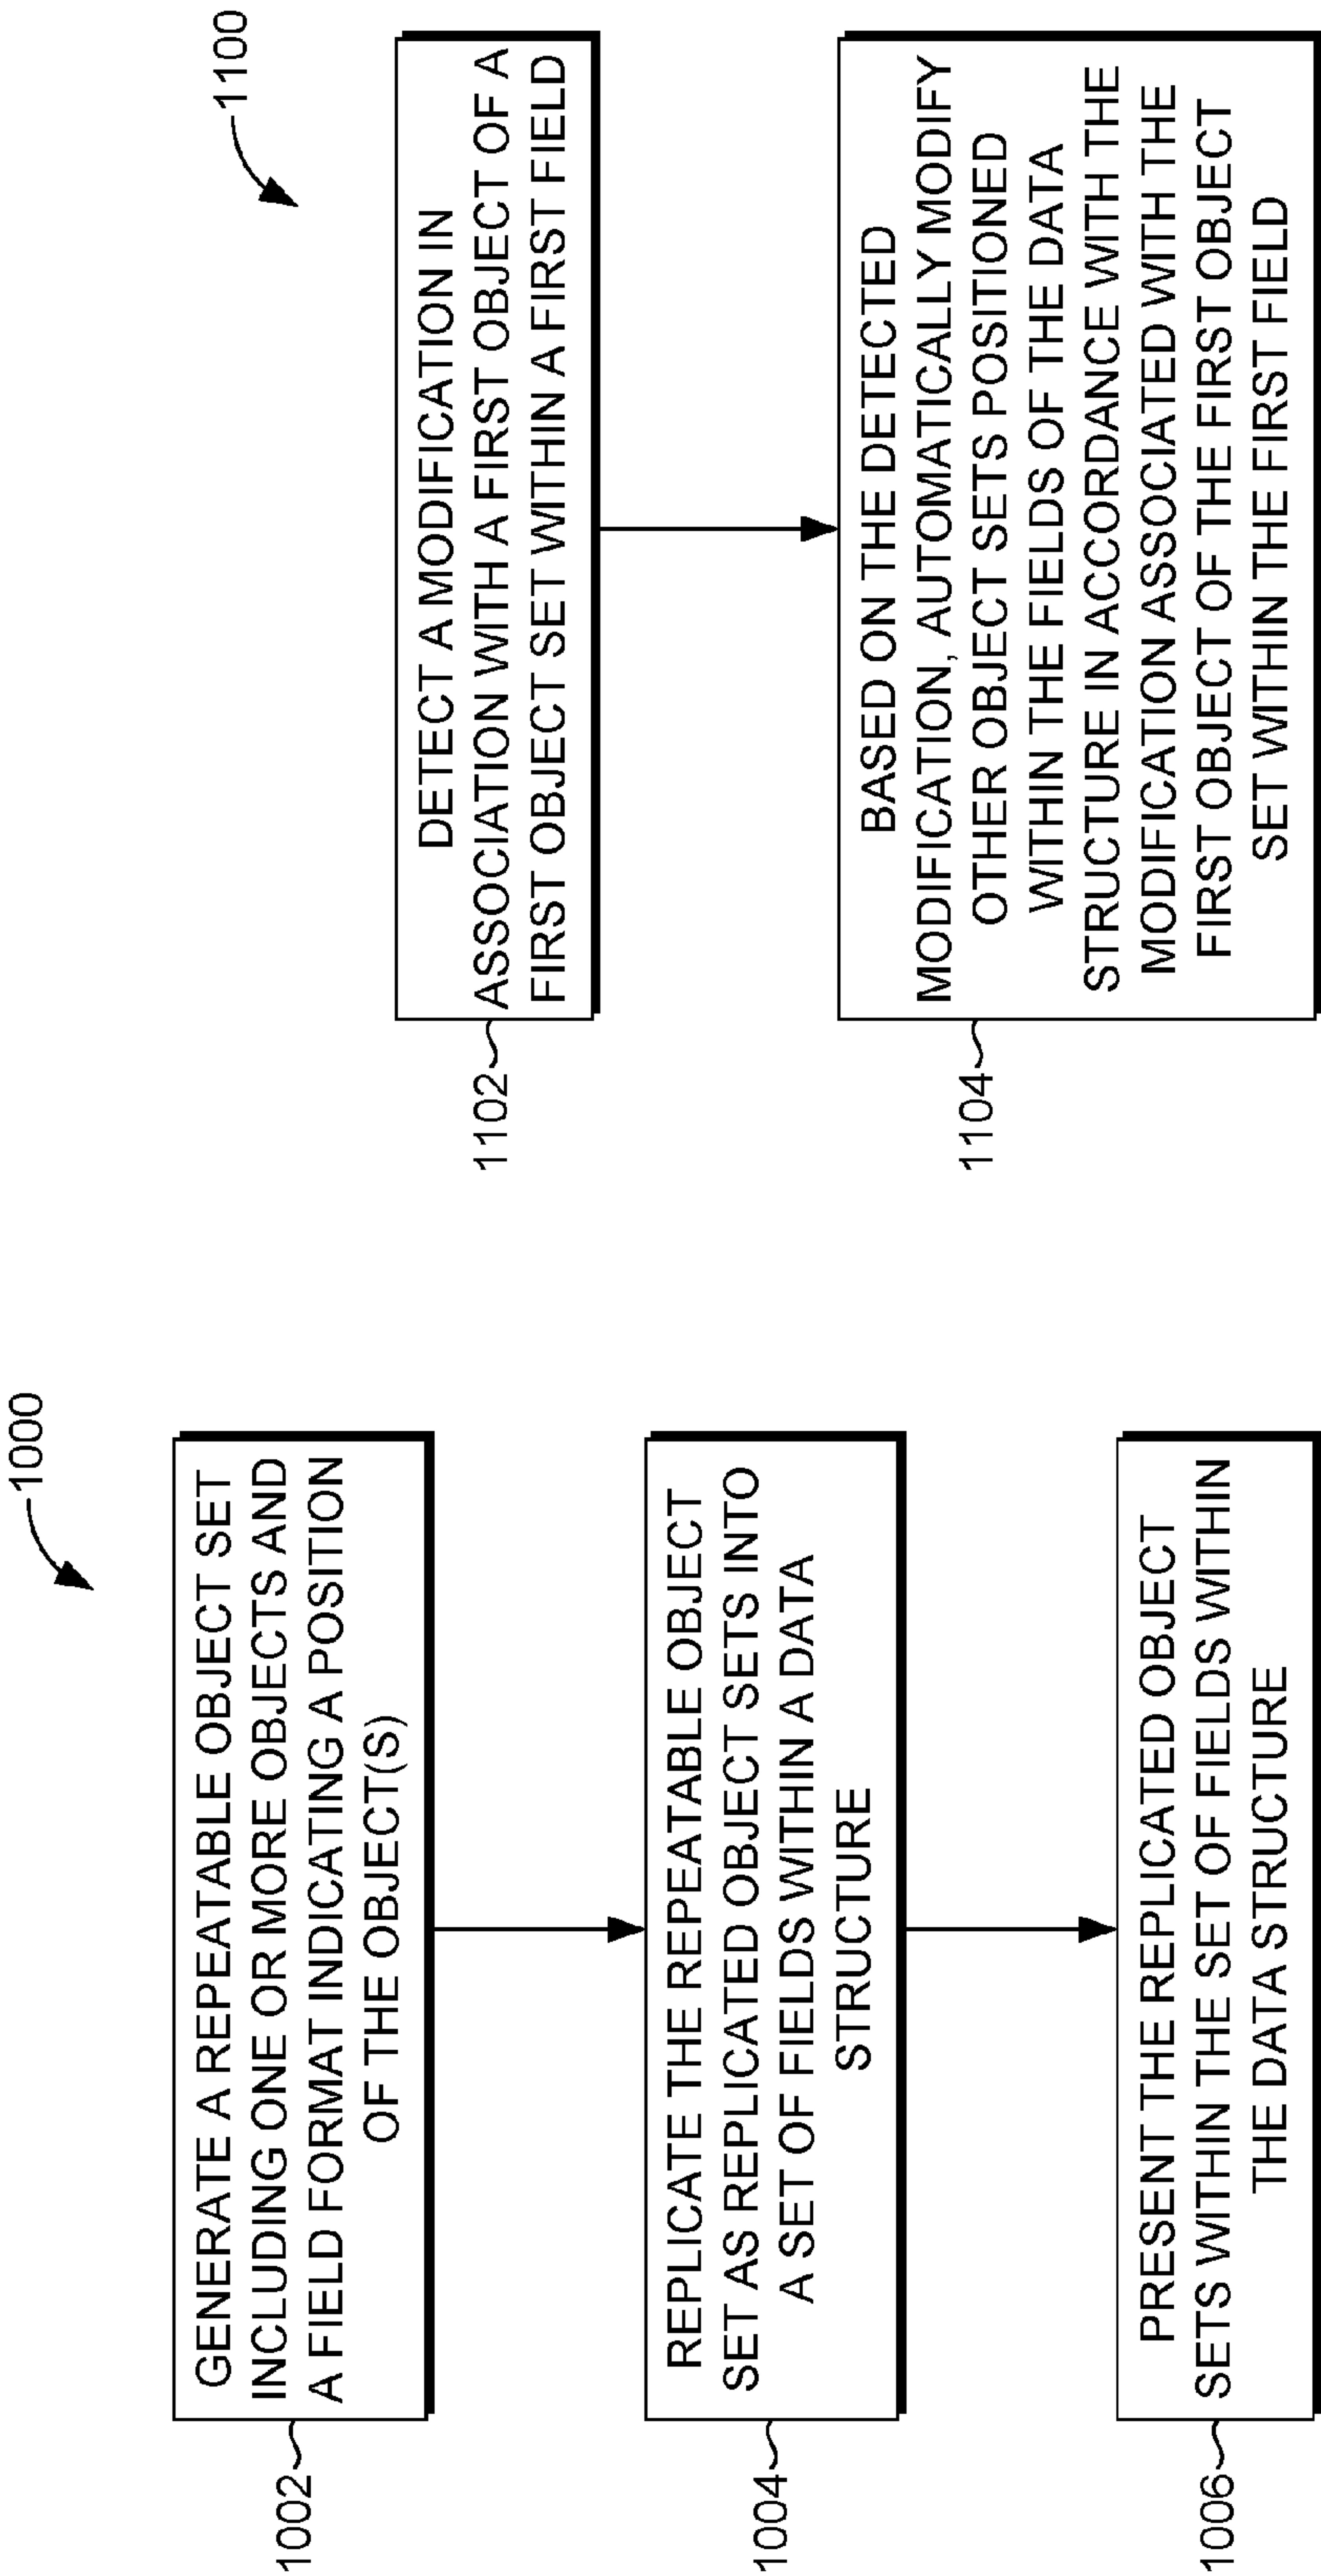 1000
1002
GENERATE A REPEATABLE OBJECT SET
INCLUDING ONE OR MORE OBJECTS AND
A FIELD FORMAT INDICATING A POSITION
OF THE OBJECT(S)
1004
REPLICATE THE REPEATABLE OBJECT
SET AS REPLICATED OBJECT SETS INTO
A SET OF FIELDS WITHIN A DATA
STRUCTURE
1006
PRESENT THE REPLICATED OBJECT
SETS WITHIN THE SET OF FIELDS WITHIN
THE DATA STRUCTURE
1100
1102
DETECT A MODIFICATION IN
ASSOCIATION WITH A FIRST OBJECT OF A
FIRST OBJECT SET WITHIN A FIRST FIELD
1104
BASED ON THE DETECTED
MODIFICATION, AUTOMATICALLY MODIFY
OTHER OBJECT SETS POSITIONED
WITHIN THE FIELDS OF THE DATA
STRUCTURE IN ACCORDANCE WITH THE
MODIFICATION ASSOCIATED WITH THE
FIRST OBJECT OF THE FIRST OBJECT
SET WITHIN THE FIRST FIELD